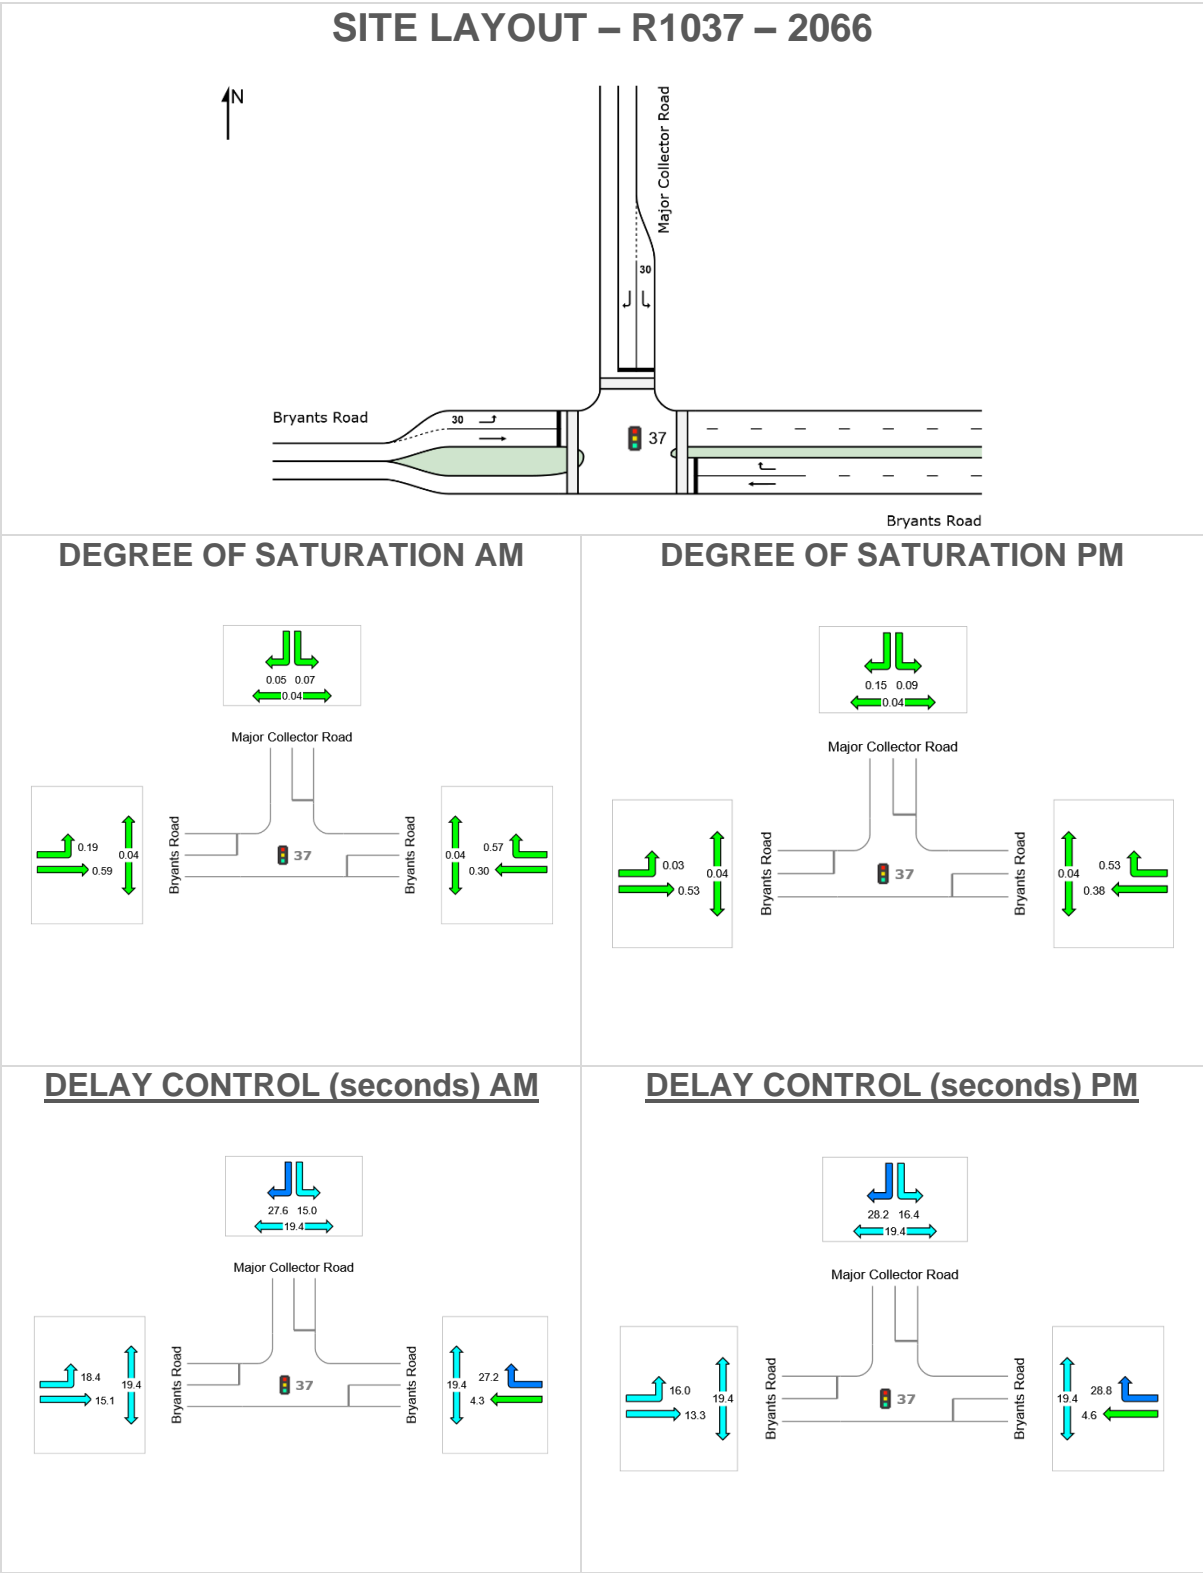 SITE LAYOUT – R1037 – 2066
N
Major Collector Road
30
Bryants Road
30
37
Bryants Road
DEGREE OF SATURATION AM
0.05 0.07
0.04
Major Collector Road
0.19
0.59
0.04
Bryants Road
37
Bryants Road
0.04
0.57
0.30
DEGREE OF SATURATION PM
0.15 0.09
0.04
Major Collector Road
0.03
0.53
0.04
Bryants Road
37
Bryants Road
0.04
0.53
0.38
DELAY CONTROL (seconds) AM
27.6 15.0
19.4
Major Collector Road
18.4
15.1
19.4
Bryants Road
37
Bryants Road
19.4
27.2
4.3
DELAY CONTROL (seconds) PM
28.2 16.4
19.4
Major Collector Road
16.0
13.3
19.4
Bryants Road
37
Bryants Road
19.4
28.8
4.6